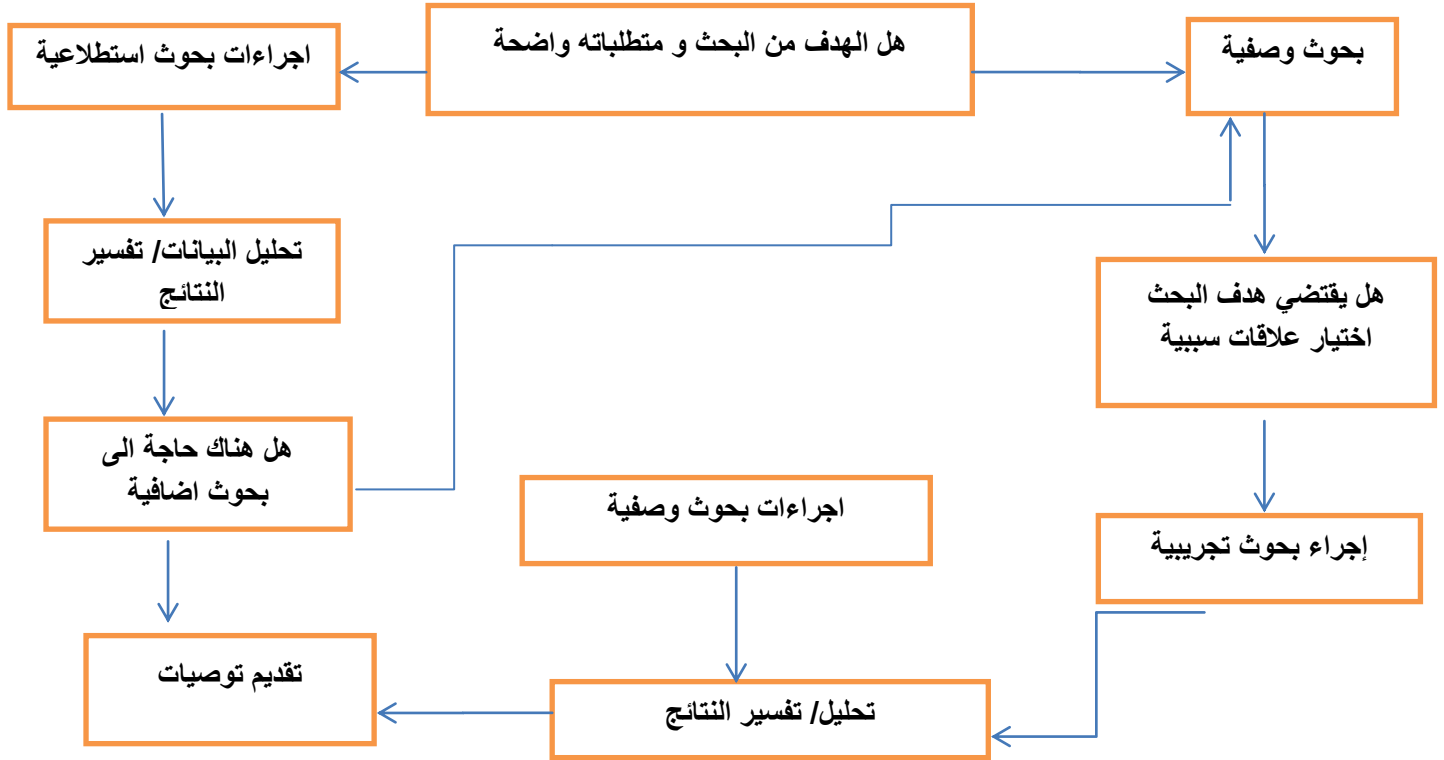 هل الهدف من البحث و متطلباته واضحة
بحوث وصفية
اجراءات بحوث استطلاعية
تحليل البيانات/ تفسير
النتائج
هل يقتضي هدف البحث
اختيار علاقات سببية
هل هناك حاجة الى
بحوث اضافية
اجراءات بحوث وصفية
إجراء بحوث تجريبية
تقديم توصيات
تحليل/ تفسير النتائج